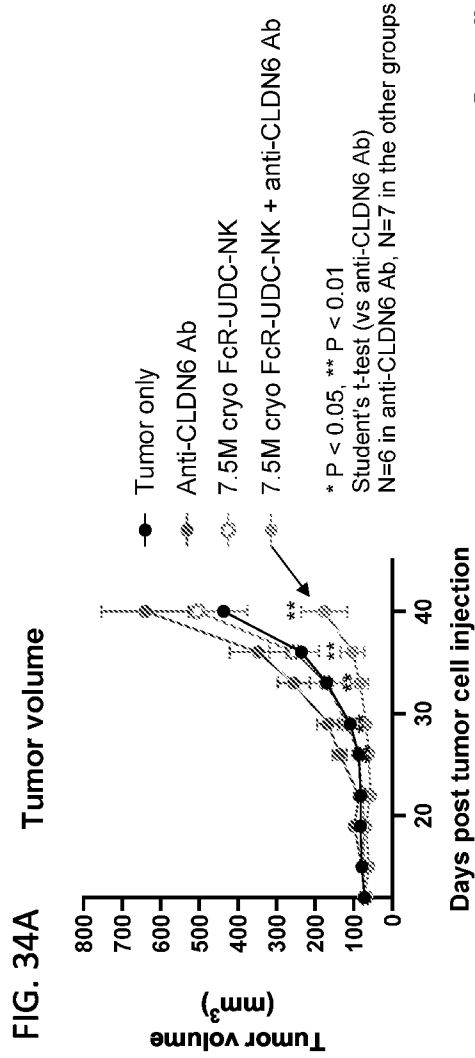 FIG. 34A
Tumor volume
Tumor volume
(mm³)
800
700
600
500
400
300
200
100
0
20
30
40
Days post tumor cell injection
**
**
**
Tumor only
Anti-CLDN6 Ab
7.5M cryo FcR-UDC-NK
7.5M cryo FcR-UDC-NK + anti-CLDN6 Ab
* P < 0.05, ** P < 0.01
Student's t-test (vs anti-CLDN6 Ab)
N=6 in anti-CLDN6 Ab, N=7 in the other groups